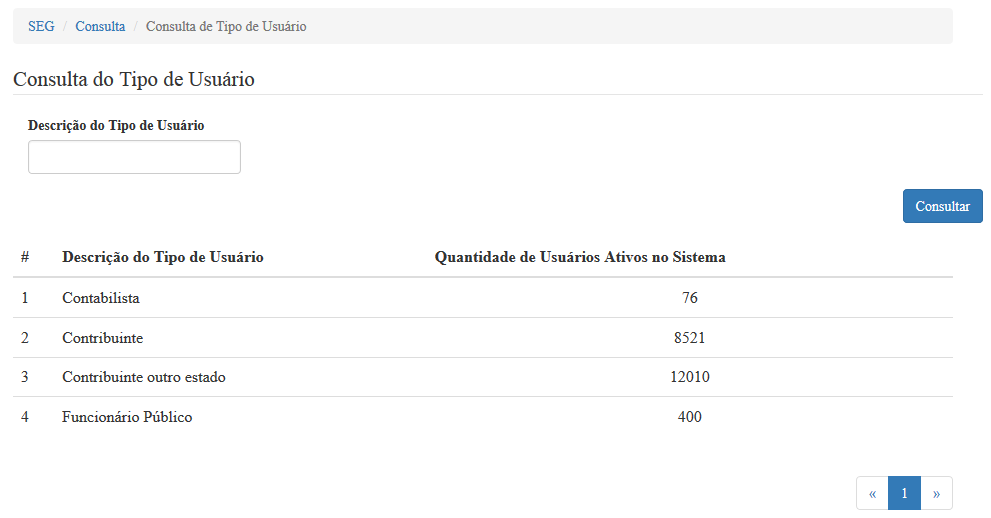 SEG / Consulta / Consulta de Tipo de Usuário
Consulta do Tipo de Usuário
Descrição do Tipo de Usuário
Consultar
# Descrição do Tipo de Usuário Quantidade de Usuários Ativos no Sistema
1 Contabilista 76
2 Contribuinte 8521
3 Contribuinte outro estado 12010
4 Funcionário Público 400
« 1 »